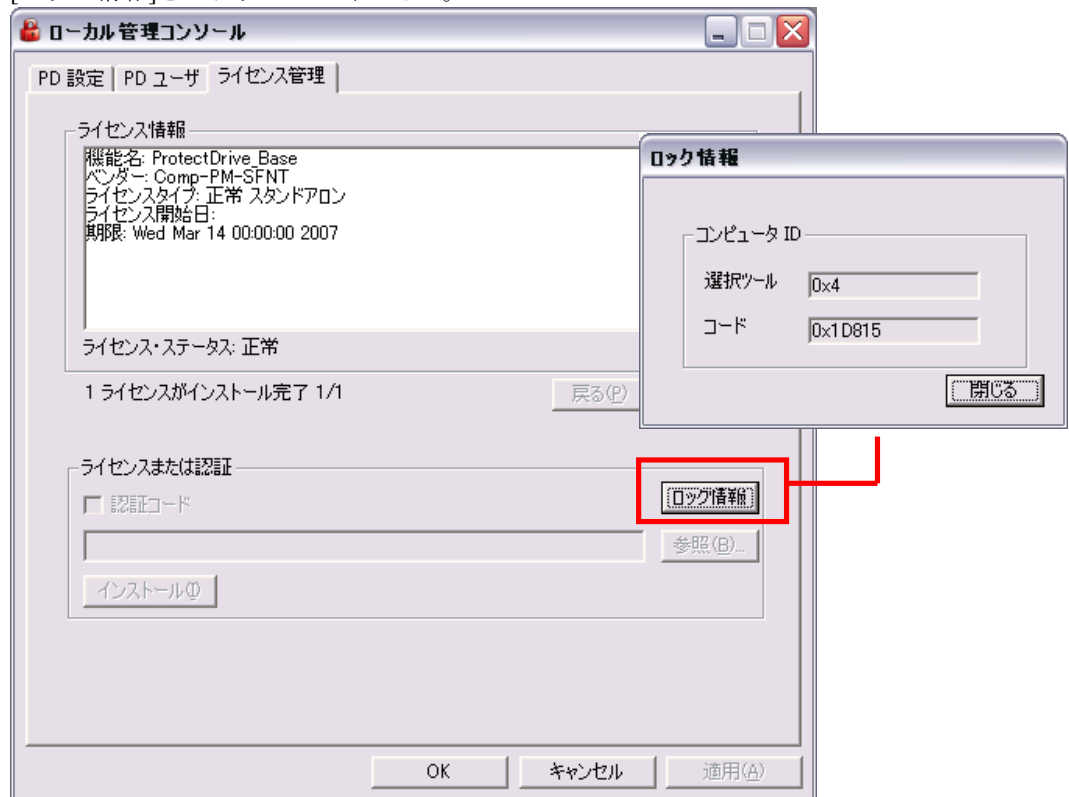 ローカル管理コンソール
PD 設定
PD ユーザ
ライセンス管理
ライセンス情報
機能名: ProtectDrive_Base
ベンダー: Comp-PM-SFNT
ライセンスタイプ: 正常 スタンドアロン
ライセンス開始日:
期限: Wed Mar 14 00:00:00 2007
ライセンス・ステータス: 正常
1 ライセンスがインストール完了 1/1
戻る(P)
ライセンスまたは認証
認証コード
ロック情報
参照(B)...
インストール(I)
OK
キャンセル
適用(A)
ロック情報
コンピュータ ID
選択ツール
0x4
コード
0x1D815
閉じる